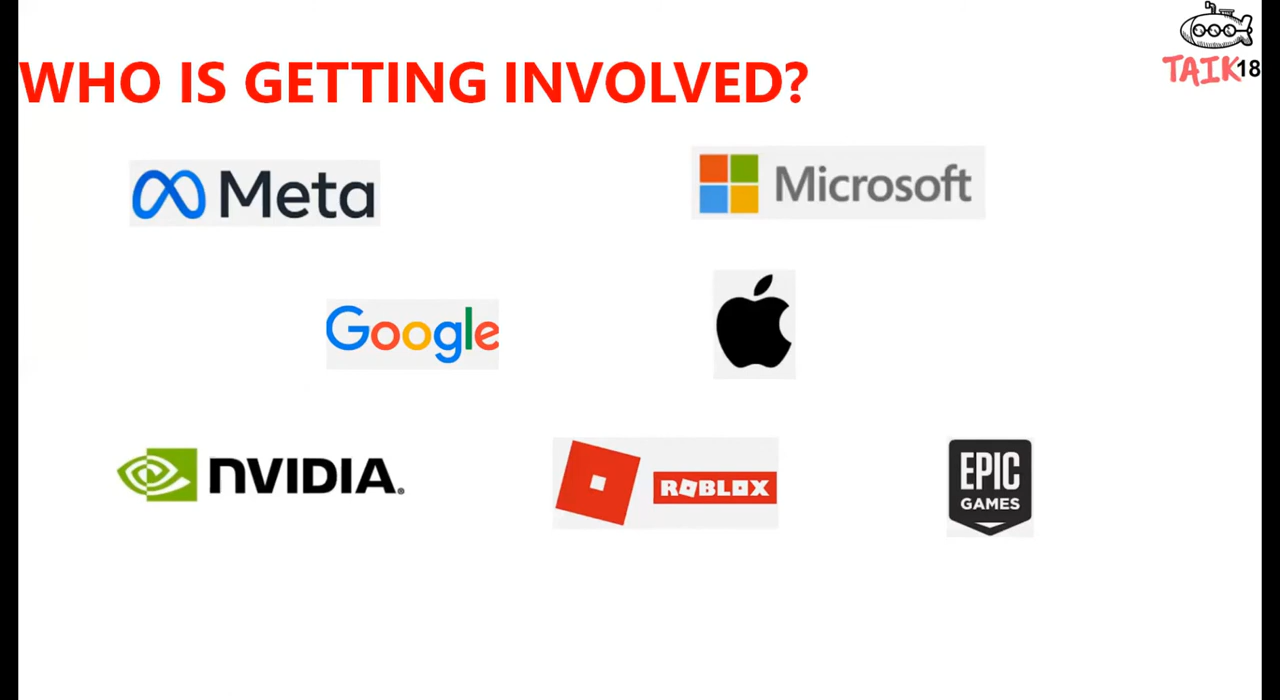 TAIK18
WHO IS GETTING INVOLVED?
Meta
Microsoft
Google
NVIDIA.
ROBLOX
EPIC
GAMES